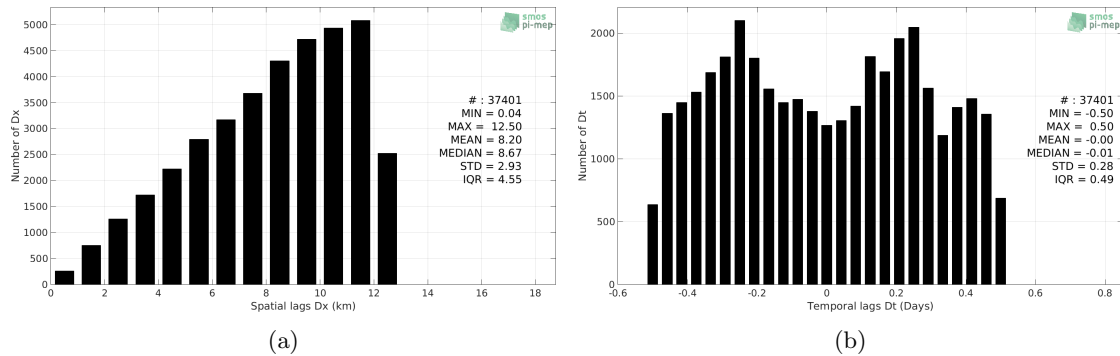 smos
pi-mep
5000
4500
4000
3500
3000
2500
2000
1500
1000
500
0
Number of Dx
# : 37401
MIN = 0.04
MAX = 12.50
MEAN = 8.20
MEDIAN = 8.67
STD = 2.93
IQR = 4.55
0 2 4 6 8 10 12 14 16 18
Spatial lags Dx (km)
(a)
smos
pi-mep
2000
1500
1000
500
0
Number of Dt
# : 37401
MIN = -0.50
MAX = 0.50
MEAN = -0.00
MEDIAN = -0.01
STD = 0.28
IQR = 0.49
-0.6 -0.4 -0.2 0 0.2 0.4 0.6 0.8
Temporal lags Dt (Days)
(b)